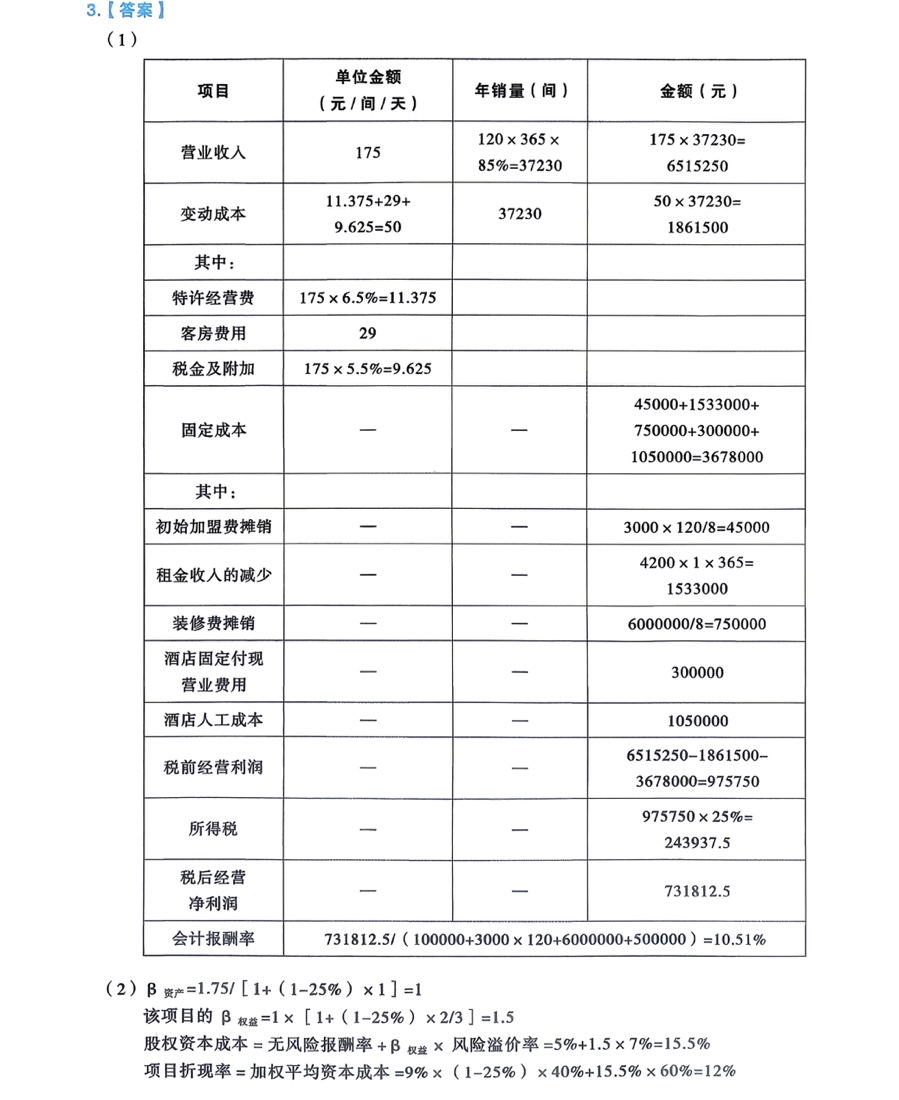 3.【答案】
（1）
项目 单位金额（元/间/天） 年销量（间） 金额（元）
营业收入 175 120×365×85%=37230 175×37230=6515250
变动成本 11.375+29+9.625=50 37230 50×37230=1861500
其中：
特许经营费 175×6.5%=11.375
客房费用 29
税金及附加 175×5.5%=9.625
固定成本 — — 45000+1533000+750000+300000+1050000=3678000
其中：
初始加盟费摊销 — — 3000×120/8=45000
租金收入的减少 — — 4200×1×365=1533000
装修费摊销 — — 6000000/8=750000
酒店固定付现营业费用 — — 300000
酒店人工成本 — — 1050000
税前经营利润 — — 6515250-1861500-3678000=975750
所得税 — — 975750×25%=243937.5
税后经营净利润 — — 731812.5
会计报酬率 731812.5/（100000+3000×120+6000000+500000）=10.51%
（2）β资产=1.75/［1+（1-25%）×1］=1
该项目的β权益=1×［1+（1-25%）×2/3］=1.5
股权资本成本=无风险报酬率+β权益×风险溢价率=5%+1.5×7%=15.5%
项目折现率=加权平均资本成本=9%×（1-25%）×40%+15.5%×60%=12%